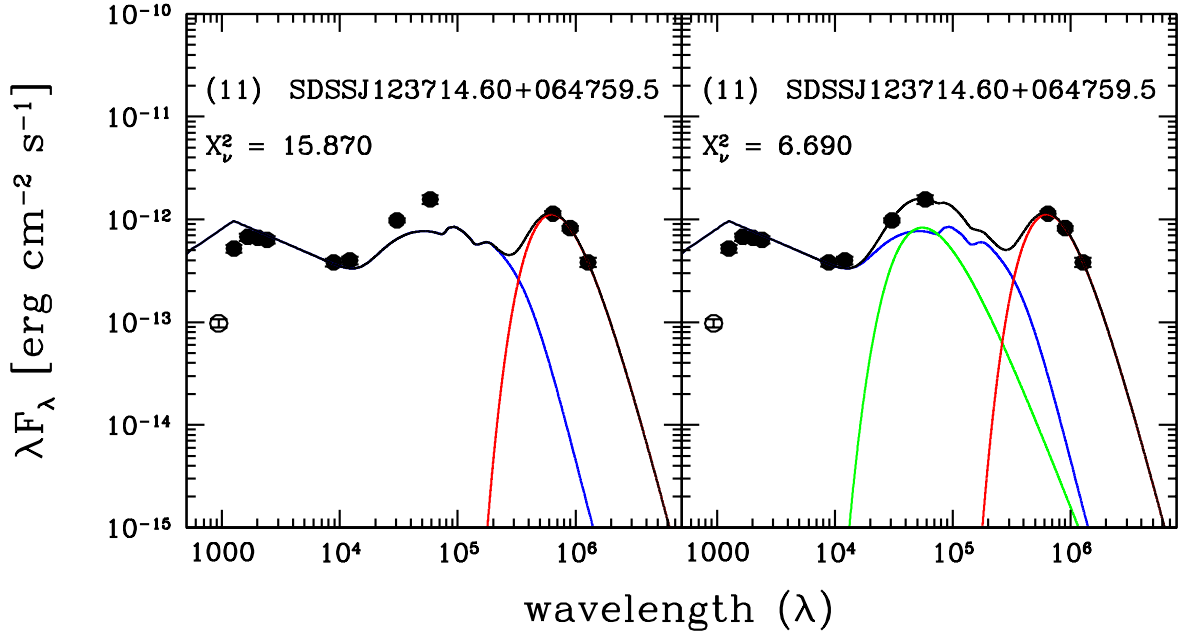 λF_λ [erg cm⁻² s⁻¹]
10⁻¹⁰
10⁻¹¹
10⁻¹²
10⁻¹³
10⁻¹⁴
10⁻¹⁵
(11) SDSSJ123714.60+064759.5
X²_ν = 15.870
1000 10⁴ 10⁵ 10⁶
(11) SDSSJ123714.60+064759.5
X²_ν = 6.690
1000 10⁴ 10⁵ 10⁶
wavelength (λ)